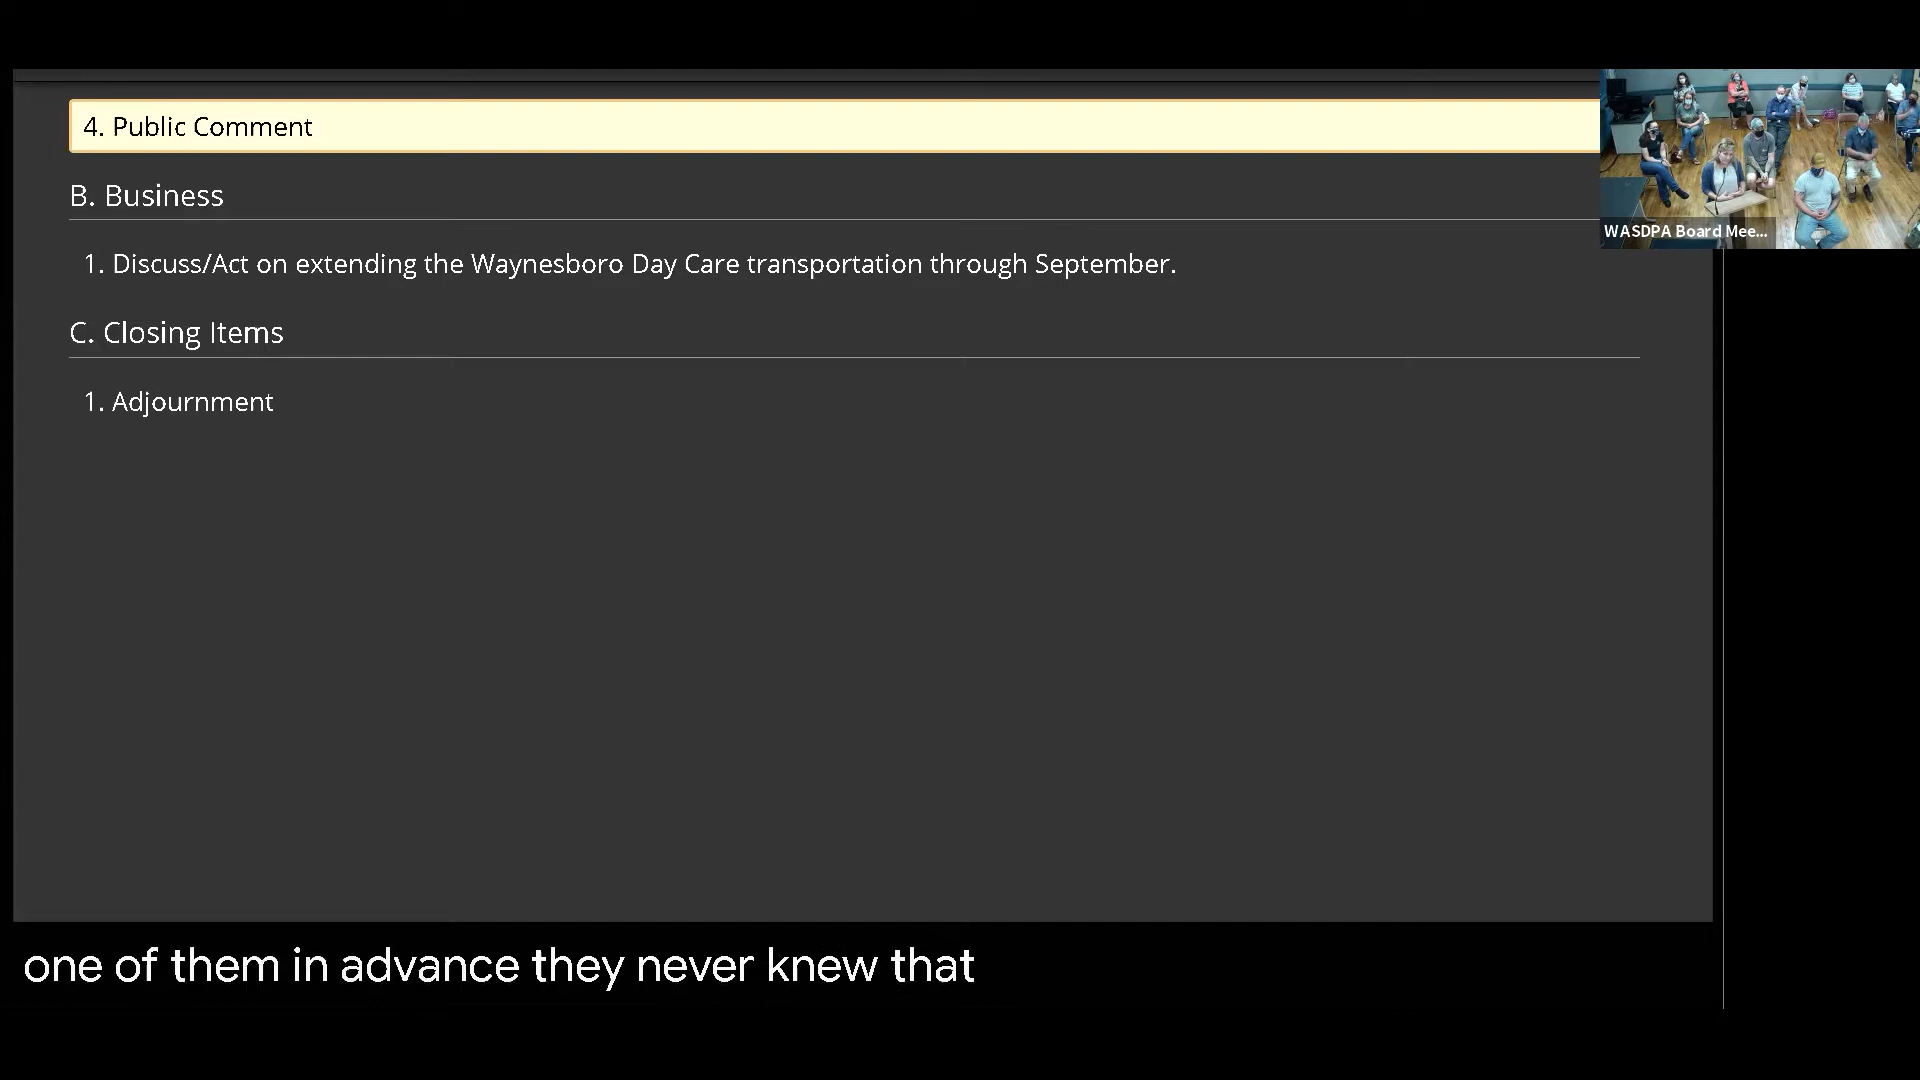 4. Public Comment
B. Business
1. Discuss/Act on extending the Waynesboro Day Care transportation through September.
WASDPA Board Mee...
C. Closing Items
1. Adjournment
one of them in advance they never knew that